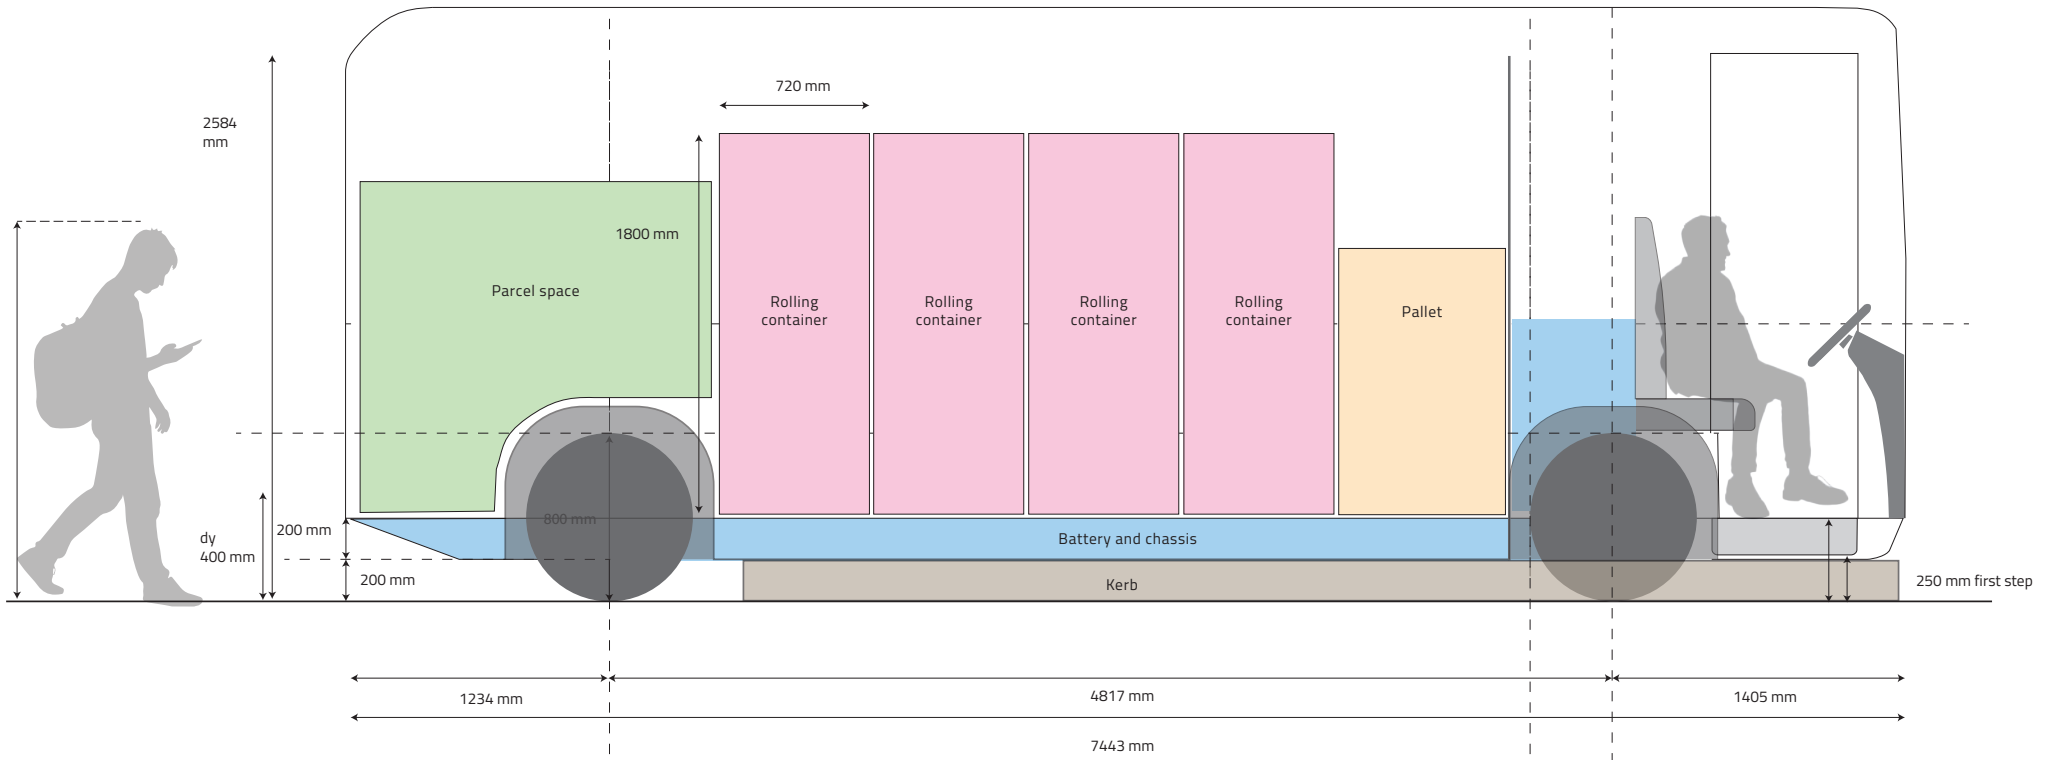 720 mm
2584
mm
1800 mm
Parcel space
Rolling
container
Rolling
container
Rolling
container
Rolling
container
Pallet
800 mm
200 mm
dy
400 mm
Battery and chassis
200 mm
Kerb
250 mm first step
1234 mm
4817 mm
1405 mm
7443 mm